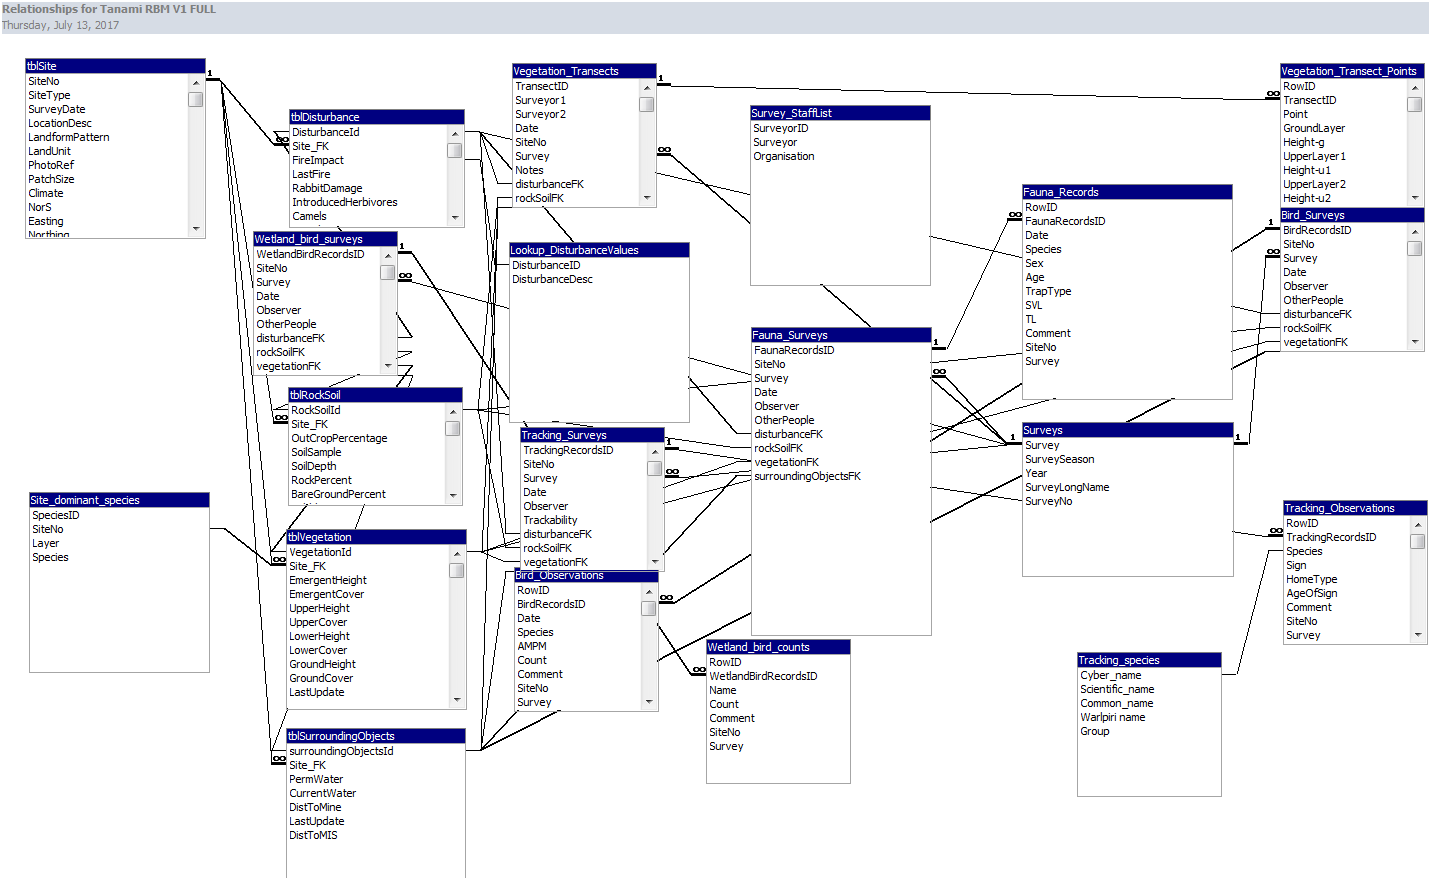 Relationships for Tanami RBM V1 FULL
Thursday, July 13, 2017
tblSite
SiteNo
SiteType
SurveyDate
LocationDesc
LandformPattern
LandUnit
PhotoRef
PatchSize
Climate
NorS
Easting
Northing
1
tblDisturbance
DisturbanceId
Site_FK
FireImpact
LastFire
RabbitDamage
IntroducedHerbivores
Camels
∞
Wetland_bird_surveys
WetlandBirdRecordsID
SiteNo
Survey
Date
Observer
OtherPeople
disturbanceFK
rockSoilFK
vegetationFK
1
∞
tblRockSoil
RockSoilId
Site_FK
OutCropPercentage
SoilSample
SoilDepth
RockPercent
BareGroundPercent
∞
Site_dominant_species
SpeciesID
SiteNo
Layer
Species
tblVegetation
VegetationId
Site_FK
EmergentHeight
EmergentCover
UpperHeight
UpperCover
LowerHeight
LowerCover
GroundHeight
GroundCover
LastUpdate
∞
tblSurroundingObjects
surroundingObjectsId
Site_FK
PermWater
CurrentWater
DistToMine
LastUpdate
DistToMIS
∞
Vegetation_Transects
TransectID
Surveyor1
Surveyor2
Date
SiteNo
Survey
Notes
disturbanceFK
rockSoilFK
1
∞
Lookup_DisturbanceValues
DisturbanceID
DisturbanceDesc
Tracking_Surveys
TrackingRecordsID
SiteNo
Survey
Date
Observer
Trackability
disturbanceFK
rockSoilFK
vegetationFK
1
∞
Bird_Observations
RowID
BirdRecordsID
Date
Species
AMPM
Count
Comment
SiteNo
Survey
∞
Survey_StaffList
SurveyorID
Surveyor
Organisation
Fauna_Surveys
FaunaRecordsID
SiteNo
Survey
Date
Observer
OtherPeople
disturbanceFK
rockSoilFK
vegetationFK
surroundingObjectsFK
1
∞
Wetland_bird_counts
RowID
WetlandBirdRecordsID
Name
Count
Comment
SiteNo
Survey
∞
Fauna_Records
RowID
FaunaRecordsID
Date
Species
Sex
Age
TrapType
SVL
TL
Comment
SiteNo
Survey
∞
Surveys
Survey
SurveySeason
Year
SurveyLongName
SurveyNo
1
1
Tracking_species
Cyber_name
Scientific_name
Common_name
Warlpiri name
Group
Vegetation_Transect_Points
RowID
TransectID
Point
GroundLayer
Height-g
UpperLayer1
Height-u1
UpperLayer2
Height-u2
∞
Bird_Surveys
BirdRecordsID
SiteNo
Survey
Date
Observer
OtherPeople
disturbanceFK
rockSoilFK
vegetationFK
1
∞
Tracking_Observations
RowID
TrackingRecordsID
Species
Sign
HomeType
AgeOfSign
Comment
SiteNo
Survey
∞